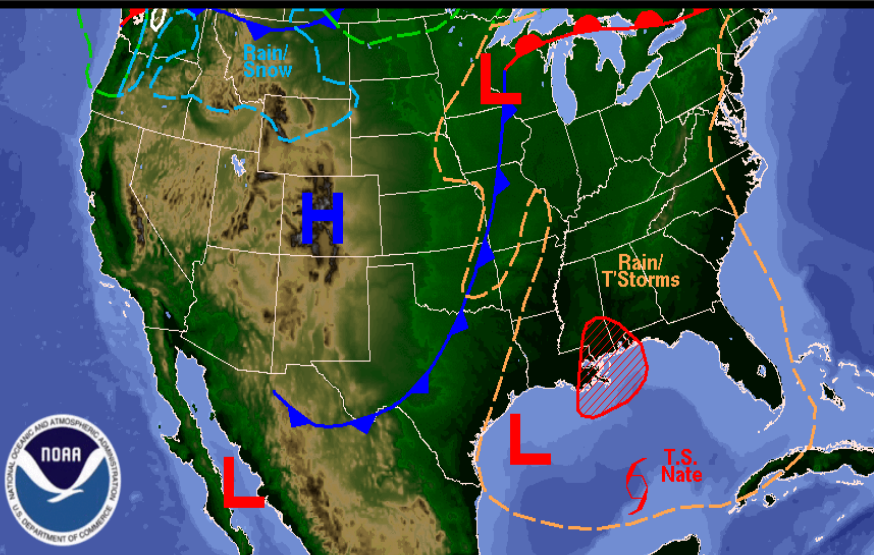 Rain/
Snow
L
H
Rain/
T'Storms
L
T.S.
Nate
L
NATIONAL OCEANIC AND ATMOSPHERIC ADMINISTRATION
NOAA
U.S. DEPARTMENT OF COMMERCE